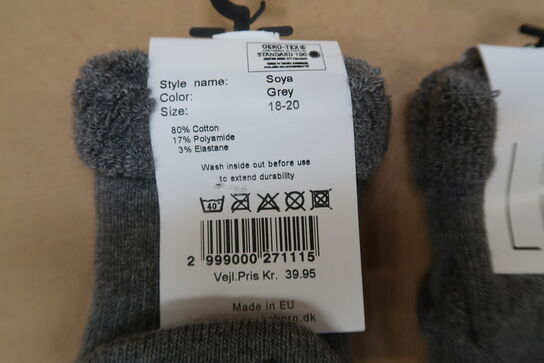 OEKO-TEX®
STANDARD 100
Style name: Soya
Color: Grey
Size: 18-20
80% Cotton
17% Polyamide
3% Elastane
Wash inside out before use
to extend durability
40°
2 999000 271115
Vejl.Pris Kr. 39.95
Made in EU